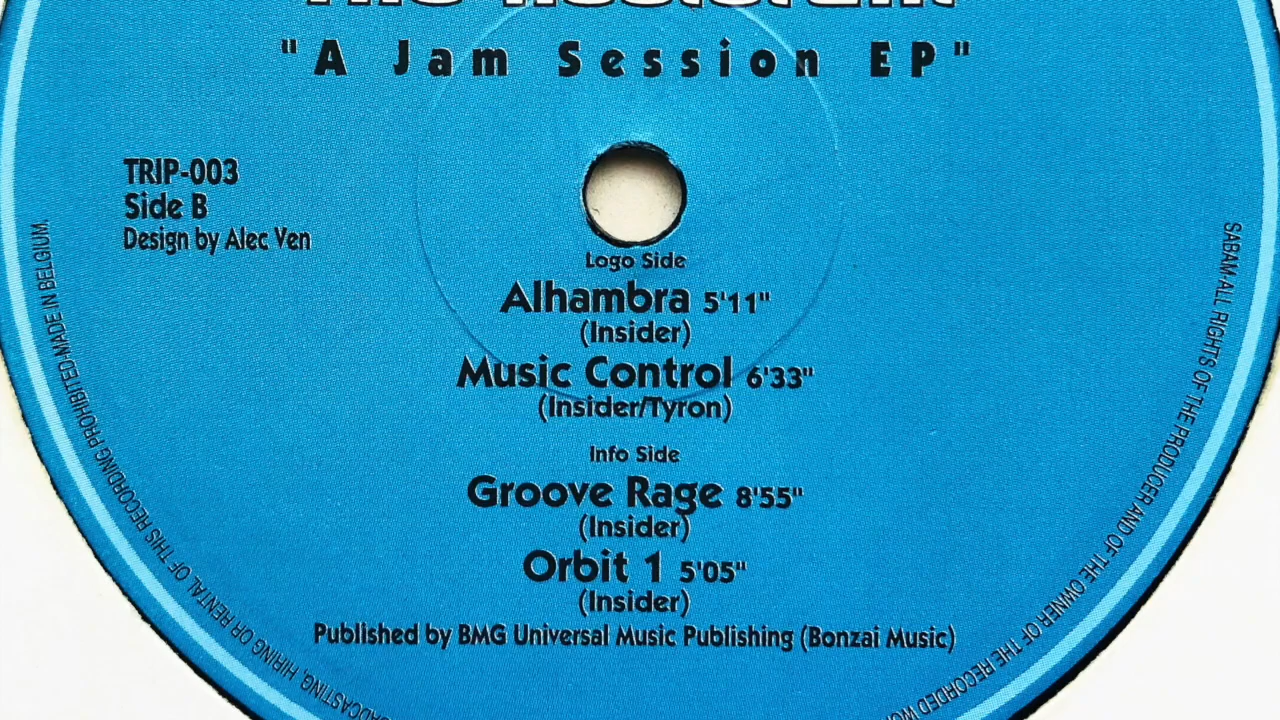 "A Jam Session EP"
TRIP-003
Side B
Design by Alec Ven
Logo Side
Alhambra 5'11"
(Insider)
Music Control 6'33"
(Insider/Tyron)
Info Side
Groove Rage 8'55"
(Insider)
Orbit 1 5'05"
(Insider)
Published by BMG Universal Music Publishing (Bonzai Music)
SABAM-ALL RIGHTS OF THE PRODUCER AND OF THE OWNER OF THE RECORDED
HIRING OR RENTAL OF THIS RECORDING PROHIBITED-MADE IN BELGIUM.